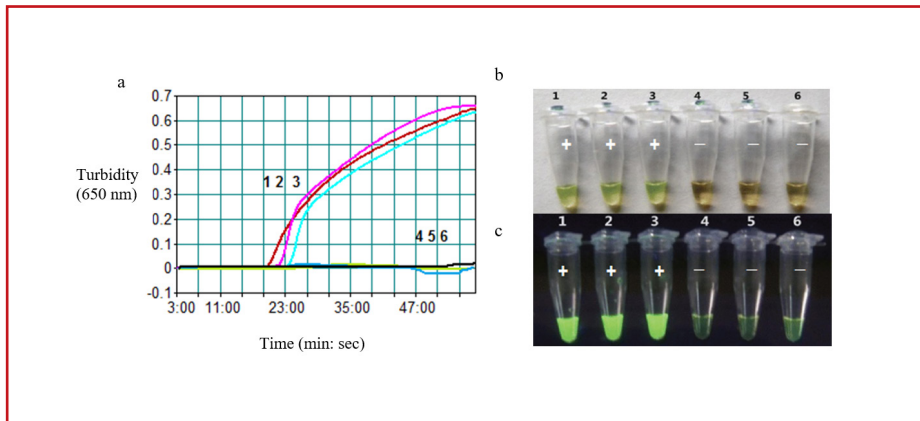 a
0.7
0.6
0.5
0.4
0.3
0.2
0.1
0
-0.1
Turbidity
(650 nm)
1 2 3
4 5 6
3:00 11:00 23:00 35:00 47:00
Time (min: sec)
b
1 2 3 4 5 6
+ + + − − −
c
1 2 3 4 5 6
+ + + − − −